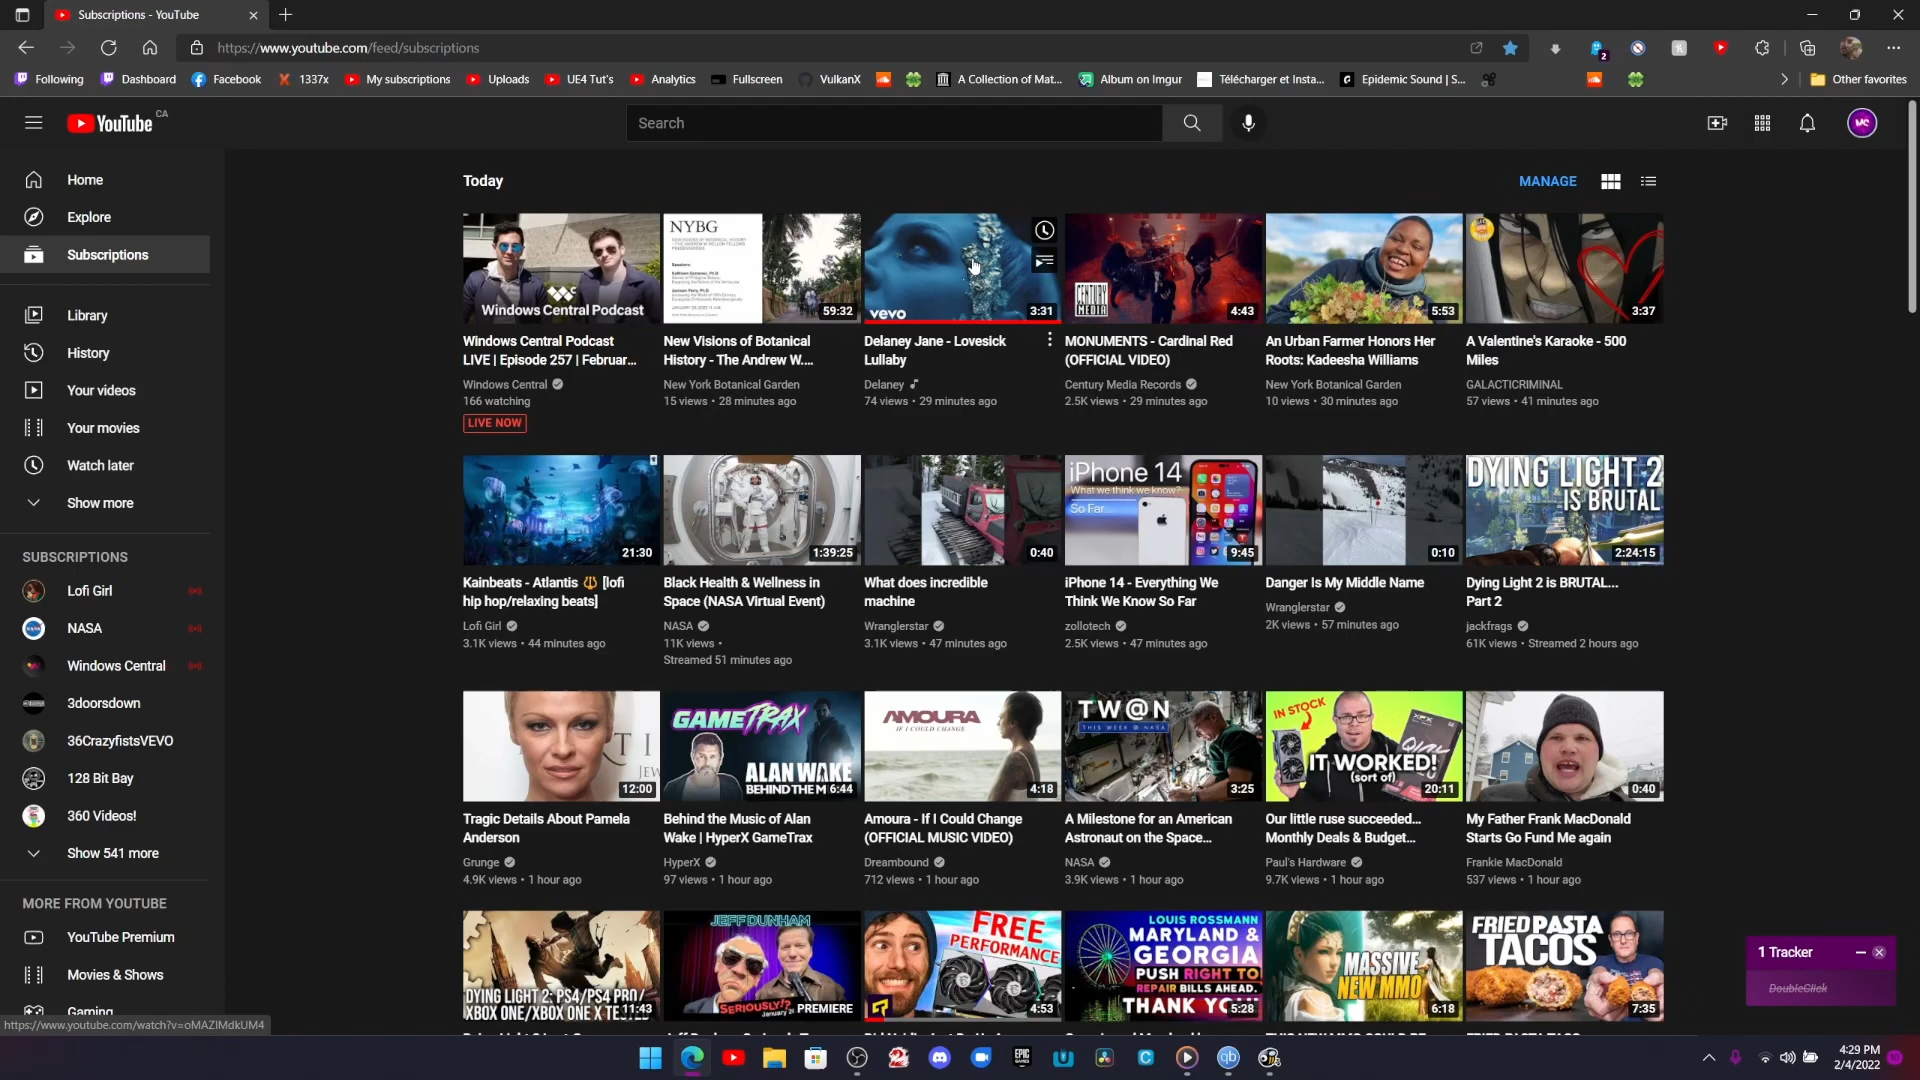 Subscriptions - YouTube
https://www.youtube.com/feed/subscriptions
2
Following
Dashboard
Facebook
1337x
My subscriptions
Uploads
UE4 Tut's
Analytics
Fullscreen
VulkanX
A Collection of Mat...
Album on Imgur
Télécharger et Insta...
Epidemic Sound | S...
Other favorites
YouTube CA
Search
MC
Home
Explore
Subscriptions
Library
History
Your videos
Your movies
Watch later
Show more
SUBSCRIPTIONS
Lofi Girl
NASA
Windows Central
3doorsdown
36CrazyfistsVEVO
128 Bit Bay
360 Videos!
Show 541 more
MORE FROM YOUTUBE
YouTube Premium
Movies & Shows
Gaming
https://www.youtube.com/watch?v=oMAZIMdkUM4
Today
MANAGE
Windows Central Podcast
Windows Central Podcast
LIVE | Episode 257 | Februar...
Windows Central
166 watching
LIVE NOW
NYBG
59:32
New Visions of Botanical
History - The Andrew W....
New York Botanical Garden
15 views • 28 minutes ago
vevo
3:31
Delaney Jane - Lovesick
Lullaby
Delaney
74 views • 29 minutes ago
CENTURY
MEDIA
4:43
MONUMENTS - Cardinal Red
(OFFICIAL VIDEO)
Century Media Records
2.5K views • 29 minutes ago
5:53
An Urban Farmer Honors Her
Roots: Kadeesha Williams
New York Botanical Garden
10 views • 30 minutes ago
3:37
A Valentine's Karaoke - 500
Miles
GALACTICRIMINAL
57 views • 41 minutes ago
21:30
Kainbeats - Atlantis 🔱 [lofi
hip hop/relaxing beats]
Lofi Girl
3.1K views • 44 minutes ago
1:39:25
Black Health & Wellness in
Space (NASA Virtual Event)
NASA
11K views •
Streamed 51 minutes ago
0:40
What does incredible
machine
Wranglerstar
3.1K views • 47 minutes ago
iPhone 14
What we think we know?
So Far...
9:45
iPhone 14 - Everything We
Think We Know So Far
zollotech
2.5K views • 47 minutes ago
0:10
Danger Is My Middle Name
Wranglerstar
2K views • 57 minutes ago
DYING LIGHT 2
IS BRUTAL
2:24:15
Dying Light 2 is BRUTAL...
Part 2
jackfrags
61K views • Streamed 2 hours ago
12:00
Tragic Details About Pamela
Anderson
Grunge
4.9K views • 1 hour ago
GAMETRAX
ALAN WAKE
BEHIND THE M
6:44
Behind the Music of Alan
Wake | HyperX GameTrax
HyperX
97 views • 1 hour ago
AMOURA
IF I COULD CHANGE
4:18
Amoura - If I Could Change
(OFFICIAL MUSIC VIDEO)
Dreambound
712 views • 1 hour ago
TW@N
THIS WEEK @ NASA
3:25
A Milestone for an American
Astronaut on the Space...
NASA
3.9K views • 1 hour ago
IN STOCK
IT WORKED!
(sort of)
20:11
Our little ruse succeeded...
Monthly Deals & Budget...
Paul's Hardware
9.7K views • 1 hour ago
0:40
My Father Frank MacDonald
Starts Go Fund Me again
Frankie MacDonald
537 views • 1 hour ago
DYING LIGHT 2: PS4/PS4 PRO/
XBOX ONE/XBOX ONE X TESTED
11:43
JEFF DUNHAM
SERIOUSLY!?
January 21
PREMIERE
FREE
PERFORMANCE
4:53
LOUIS ROSSMANN
MARYLAND &
GEORGIA
PUSH RIGHT TO
REPAIR BILLS AHEAD.
THANK YOU
5:28
MASSIVE
NEW MMO
6:18
FRIED PASTA
TACOS
7:35
1 Tracker
DoubleClick
EPIC
GAMES
qb
4:29 PM
2/4/2022
10